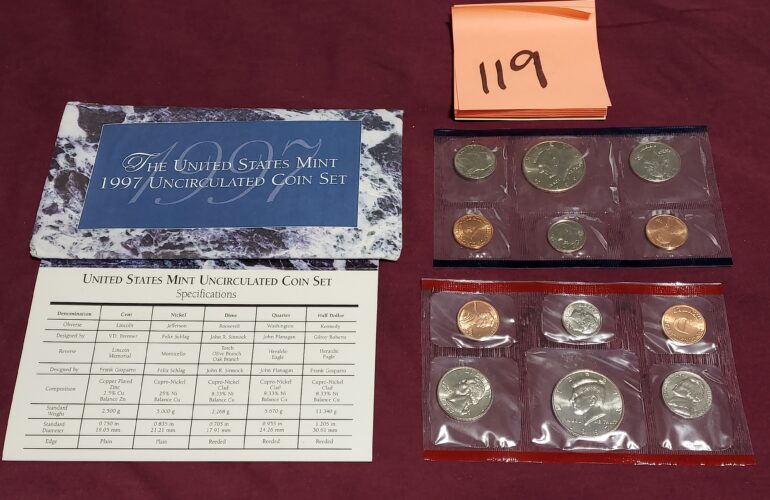 119
1997
THE UNITED STATES MINT
1997 UNCIRCULATED COIN SET
UNITED STATES MINT UNCIRCULATED COIN SET
Specifications
Denomination Cent Nickel Dime Quarter Half Dollar
Obverse Lincoln Jefferson Roosevelt Washington Kennedy
Designed by V.D. Brenner Felix Schlag John R. Sinnock John Flanagan Gilroy Roberts
Reverse Lincoln Memorial Monticello Torch Olive Branch Oak Branch Heraldic Eagle Heraldic Eagle
Designed by Frank Gasparro Felix Schlag John R. Sinnock John Flanagan Frank Gasparro
Composition Copper Plated Zinc 2.5% Cu Balance Zn Cupro-Nickel 25% Ni Balance Cu Cupro-Nickel Clad 8.33% Ni Balance Cu Cupro-Nickel Clad 8.33% Ni Balance Cu Cupro-Nickel Clad 8.33% Ni Balance Cu
Standard Weight 2.500 g 5.000 g 2.268 g 5.670 g 11.340 g
Standard Diameter 0.750 in 19.05 mm 0.835 in 21.21 mm 0.705 in 17.91 mm 0.955 in 24.26 mm 1.205 in 30.61 mm
Edge Plain Plain Reeded Reeded Reeded